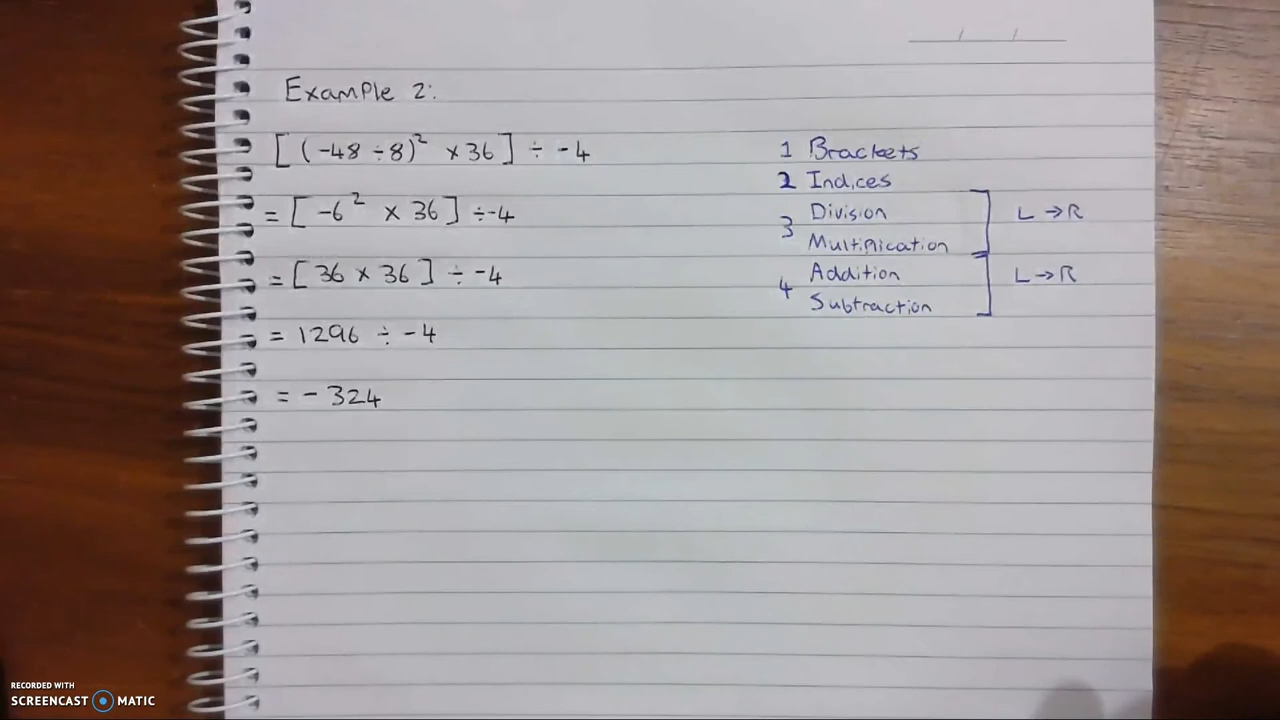 Example 2:
[(-48 ÷ 8)² × 36] ÷ -4
= [-6² × 36] ÷ -4
= [36 × 36] ÷ -4
= 1296 ÷ -4
= -324
1 Brackets
2 Indices
3 Division
Multiplication
L → R
4 Addition
Subtraction
L → R
RECORDED WITH
SCREENCAST MATIC